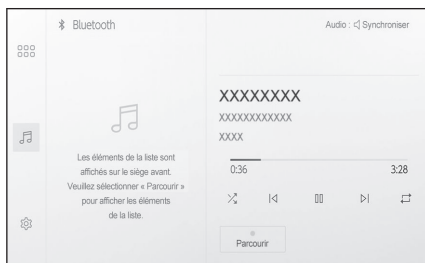 Bluetooth
Audio : Synchroniser
Les éléments de la liste sont
affichés sur le siège avant.
Veuillez sélectionner « Parcourir »
pour afficher les éléments
de la liste.
XXXXXXXX
XXXXXXXXXXXX
XXXX
0:36
3:28
Parcourir